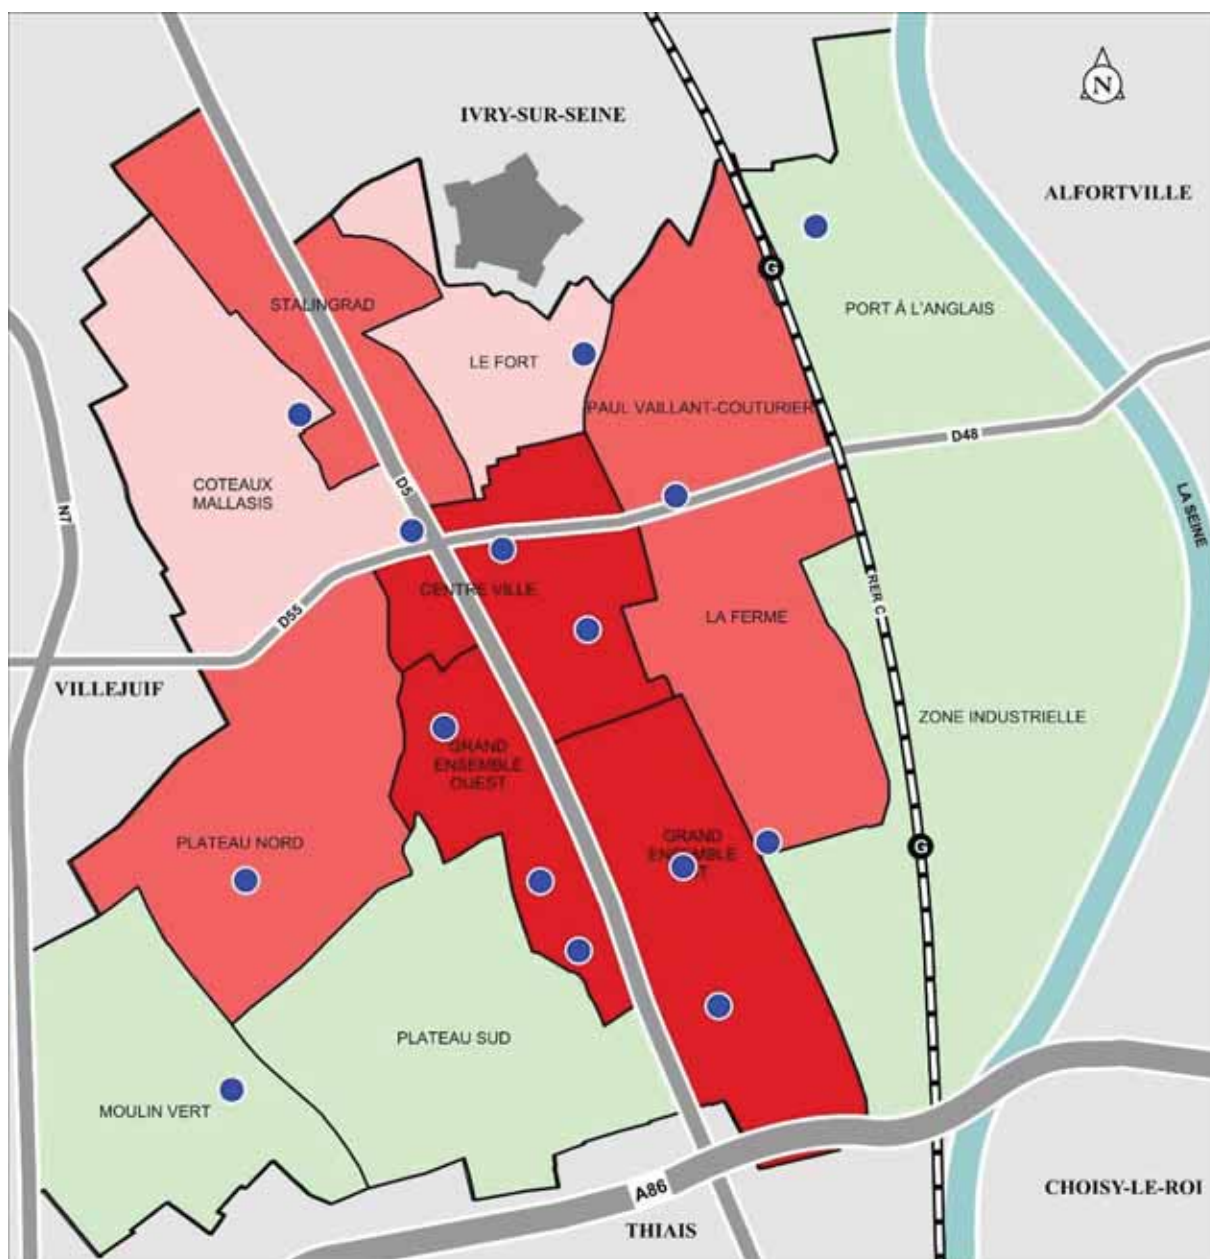 IVRY-SUR-SEINE
N
ALFORTVILLE
G
STALINGRAD
PORT À L'ANGLAIS
LE FORT
PAUL VAILLANT-COUTURIER
D48
COTEAUX
MALLASIS
D5
N7
LA SEINE
CENTRE VILLE
D55
RER C
LA FERME
VILLEJUIF
ZONE INDUSTRIELLE
GRAND
ENSEMBLE
OUEST
PLATEAU NORD
GRAND
ENSEMBLE
G
PLATEAU SUD
MOULIN VERT
A86
CHOISY-LE-ROI
THIAIS